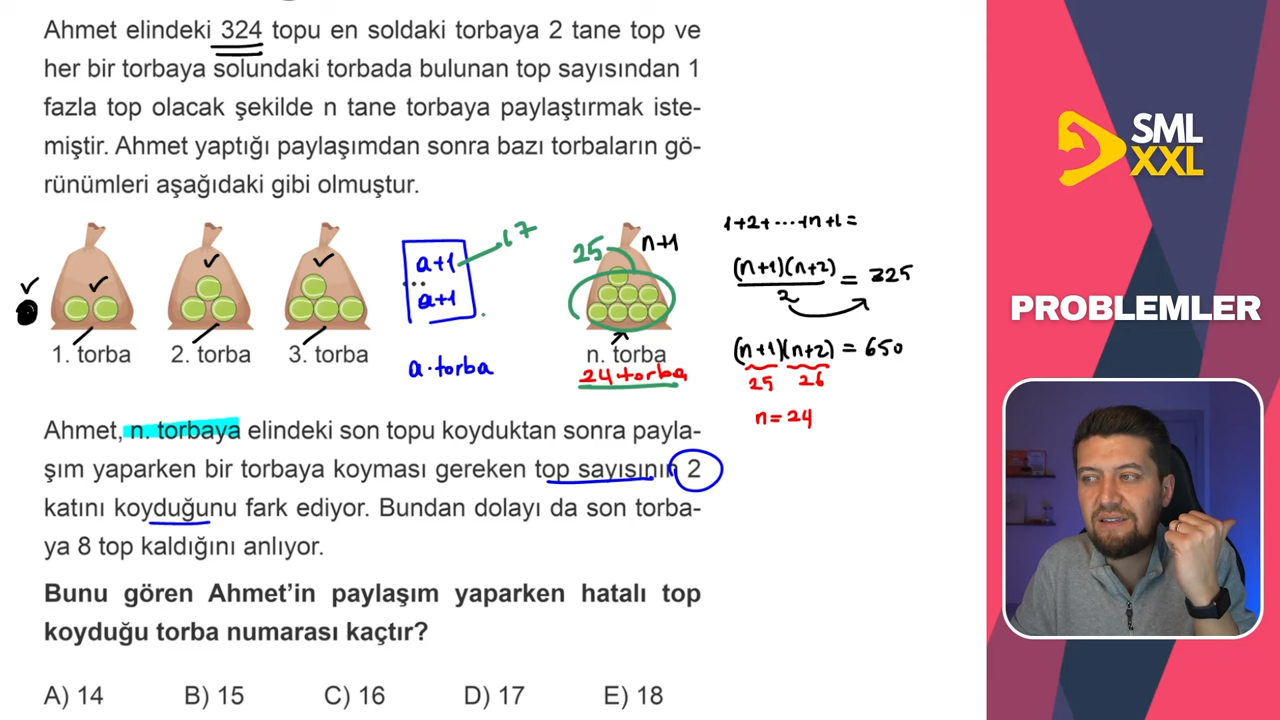 Ahmet elindeki 324 topu en soldaki torbaya 2 tane top ve
her bir torbaya solundaki torbada bulunan top sayısından 1
fazla top olacak şekilde n tane torbaya paylaştırmak iste-
miştir. Ahmet yaptığı paylaşımdan sonra bazı torbaların gö-
rünümleri aşağıdaki gibi olmuştur.
SML
XXL
PROBLEMLER
a+1
17
...
a+1
a.torba
25
n+1
1. torba
2. torba
3. torba
n. torba
24 torba
1+2+...+n+1=
(n+1)(n+2)
2
= 325
(n+1)(n+2) = 650
25 26
n=24
Ahmet, n. torbaya elindeki son topu koyduktan sonra payla-
şım yaparken bir torbaya koyması gereken top sayısının 2
katını koyduğunu fark ediyor. Bundan dolayı da son torba-
ya 8 top kaldığını anlıyor.
Bunu gören Ahmet'in paylaşım yaparken hatalı top
koyduğu torba numarası kaçtır?
A) 14 B) 15 C) 16 D) 17 E) 18